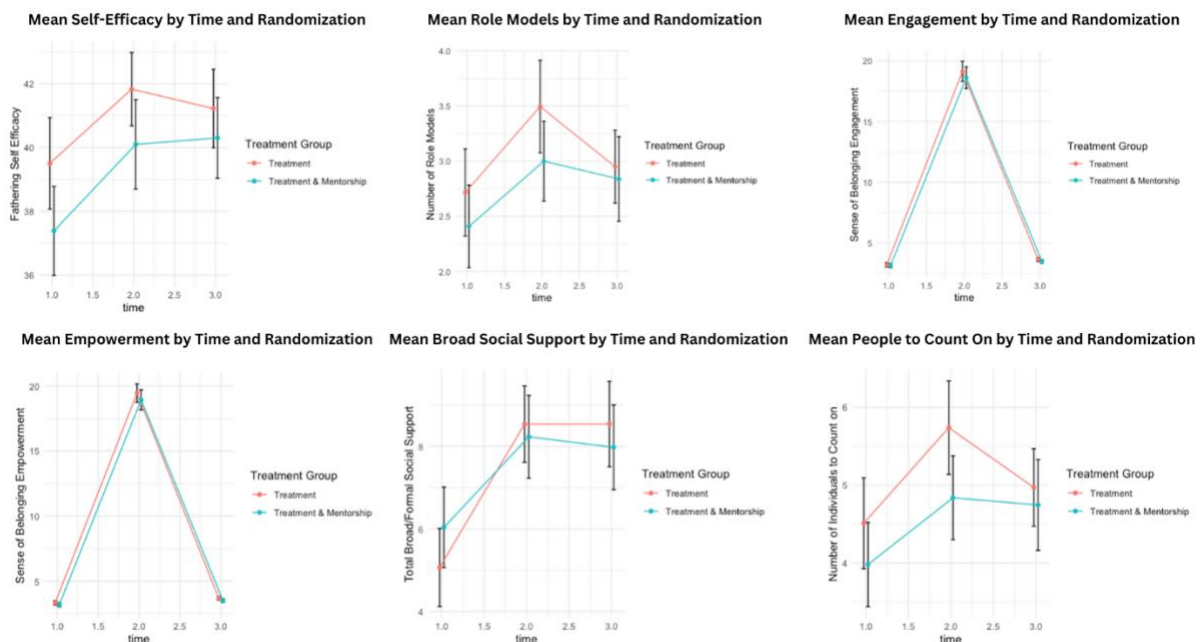 Mean Self-Efficacy by Time and Randomization
Fathering Self Efficacy
42
40
38
36
1.0 1.5 2.0 2.5 3.0
time
Treatment Group
Treatment
Treatment & Mentorship
Mean Role Models by Time and Randomization
Number of Role Models
4.0
3.5
3.0
2.5
2.0
1.0 1.5 2.0 2.5 3.0
time
Treatment Group
Treatment
Treatment & Mentorship
Mean Engagement by Time and Randomization
Sense of Belonging Engagement
20
15
10
5
1.0 1.5 2.0 2.5 3.0
time
Treatment Group
Treatment
Treatment & Mentorship
Mean Empowerment by Time and Randomization
Sense of Belonging Empowerment
20
15
10
5
1.0 1.5 2.0 2.5 3.0
time
Treatment Group
Treatment
Treatment & Mentorship
Mean Broad Social Support by Time and Randomization
Total Broad/Formal Social Support
8
6
4
1.0 1.5 2.0 2.5 3.0
time
Treatment Group
Treatment
Treatment & Mentorship
Mean People to Count On by Time and Randomization
Number of Individuals to Count on
6
5
4
1.0 1.5 2.0 2.5 3.0
time
Treatment Group
Treatment
Treatment & Mentorship